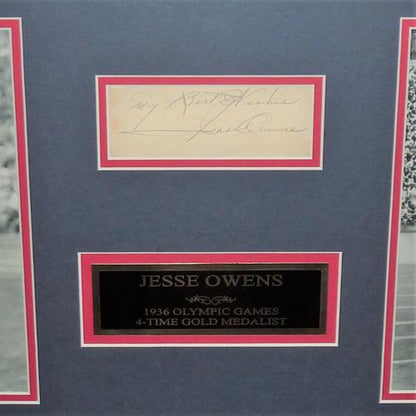 My Best Wishes
Jesse Owens
JESSE OWENS
1936 OLYMPIC GAMES
4-TIME GOLD MEDALIST